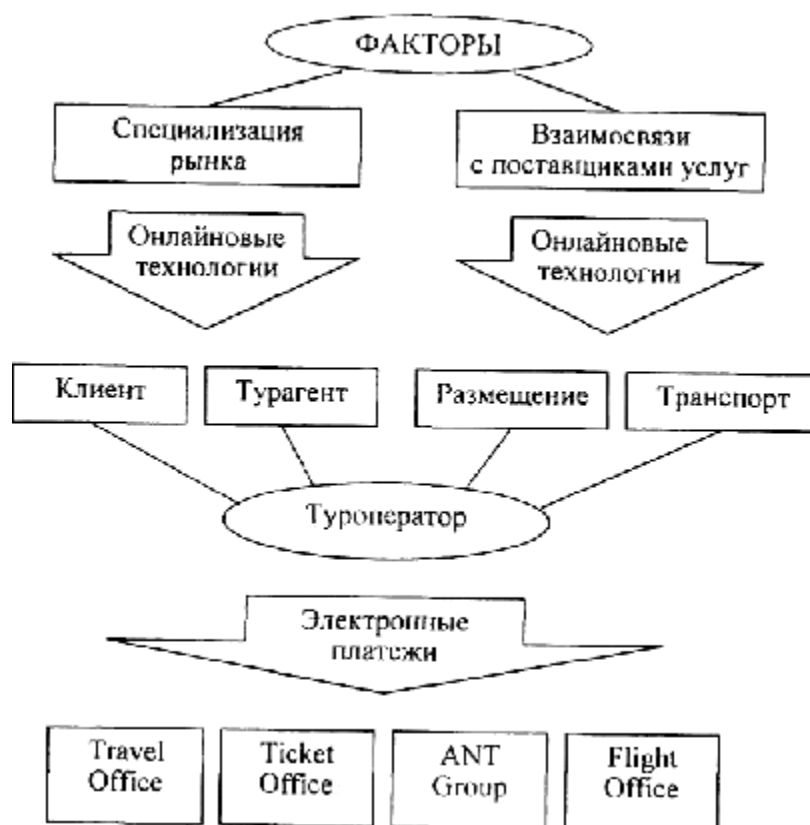 ФАКТОРЫ
Специализация
рынка
Взаимосвязи
с поставщиками услуг
Онлайновые
технологии
Онлайновые
технологии
Клиент
Турагент
Размещение
Транспорт
Туроператор
Электронные
платежи
Travel
Office
Ticket
Office
ANT
Group
Flight
Office